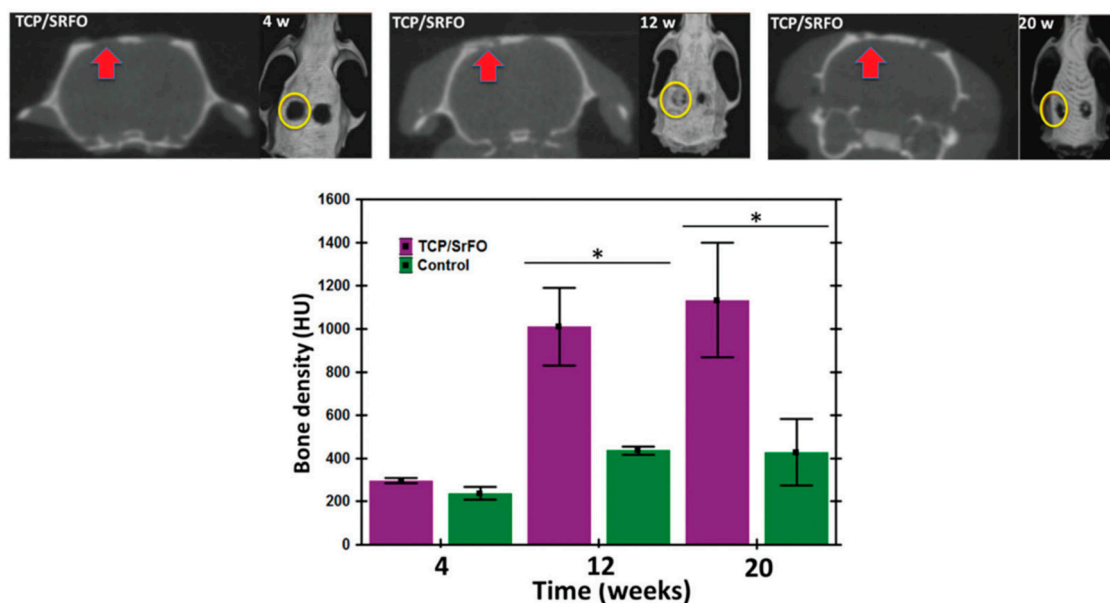 TCP/SRFO
4 w
TCP/SRFO
12 w
TCP/SRFO
20 w
1600
1400
1200
1000
800
600
400
200
0
Bone density (HU)
TCP/SrFO
Control
*
*
4
12
20
Time (weeks)